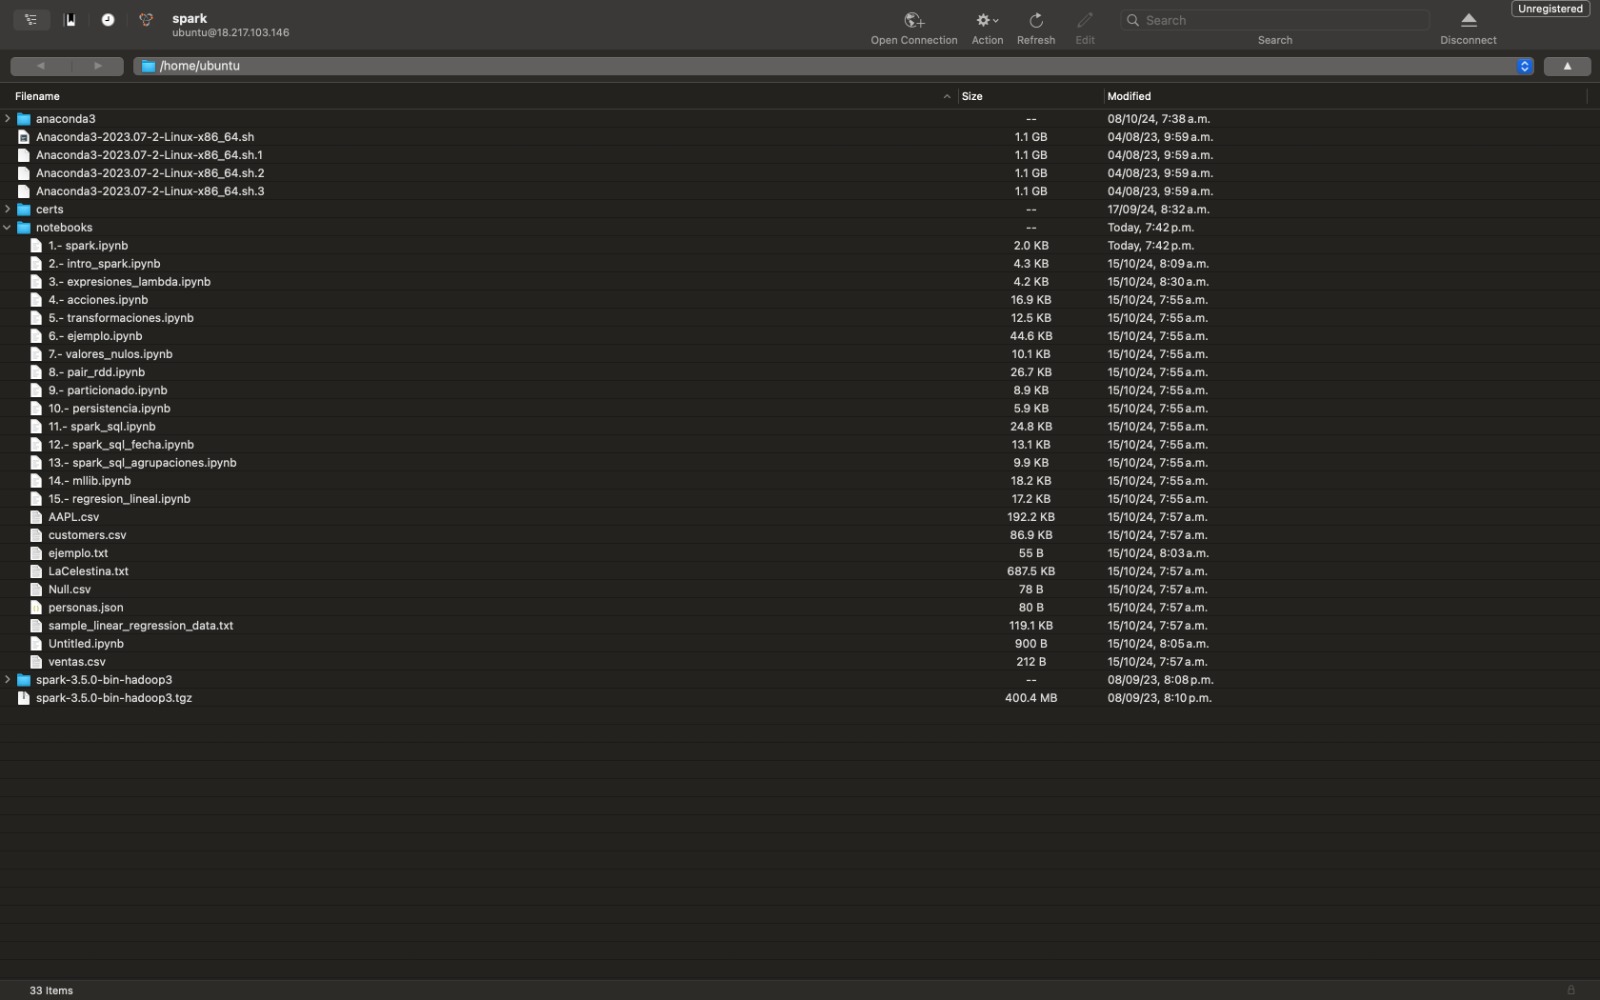 spark
ubuntu@18.217.103.146
Open Connection Action Refresh Edit Search Search Disconnect Unregistered
/home/ubuntu
Filename Size Modified
anaconda3 -- 08/10/24, 7:38 a.m.
Anaconda3-2023.07-2-Linux-x86_64.sh 1.1 GB 04/08/23, 9:59 a.m.
Anaconda3-2023.07-2-Linux-x86_64.sh.1 1.1 GB 04/08/23, 9:59 a.m.
Anaconda3-2023.07-2-Linux-x86_64.sh.2 1.1 GB 04/08/23, 9:59 a.m.
Anaconda3-2023.07-2-Linux-x86_64.sh.3 1.1 GB 04/08/23, 9:59 a.m.
certs -- 17/09/24, 8:32 a.m.
notebooks -- Today, 7:42 p.m.
1.- spark.ipynb 2.0 KB Today, 7:42 p.m.
2.- intro_spark.ipynb 4.3 KB 15/10/24, 8:09 a.m.
3.- expresiones_lambda.ipynb 4.2 KB 15/10/24, 8:30 a.m.
4.- acciones.ipynb 16.9 KB 15/10/24, 7:55 a.m.
5.- transformaciones.ipynb 12.5 KB 15/10/24, 7:55 a.m.
6.- ejemplo.ipynb 44.6 KB 15/10/24, 7:55 a.m.
7.- valores_nulos.ipynb 10.1 KB 15/10/24, 7:55 a.m.
8.- pair_rdd.ipynb 26.7 KB 15/10/24, 7:55 a.m.
9.- particionado.ipynb 8.9 KB 15/10/24, 7:55 a.m.
10.- persistencia.ipynb 5.9 KB 15/10/24, 7:55 a.m.
11.- spark_sql.ipynb 24.8 KB 15/10/24, 7:55 a.m.
12.- spark_sql_fecha.ipynb 13.1 KB 15/10/24, 7:55 a.m.
13.- spark_sql_agrupaciones.ipynb 9.9 KB 15/10/24, 7:55 a.m.
14.- mllib.ipynb 18.2 KB 15/10/24, 7:55 a.m.
15.- regresion_lineal.ipynb 17.2 KB 15/10/24, 7:55 a.m.
AAPL.csv 192.2 KB 15/10/24, 7:57 a.m.
customers.csv 86.9 KB 15/10/24, 7:57 a.m.
ejemplo.txt 55 B 15/10/24, 8:03 a.m.
LaCelestina.txt 687.5 KB 15/10/24, 7:57 a.m.
Null.csv 78 B 15/10/24, 7:57 a.m.
personas.json 80 B 15/10/24, 7:57 a.m.
sample_linear_regression_data.txt 119.1 KB 15/10/24, 7:57 a.m.
Untitled.ipynb 900 B 15/10/24, 8:05 a.m.
ventas.csv 212 B 15/10/24, 7:57 a.m.
spark-3.5.0-bin-hadoop3 -- 08/09/23, 8:08 p.m.
spark-3.5.0-bin-hadoop3.tgz 400.4 MB 08/09/23, 8:10 p.m.
33 Items